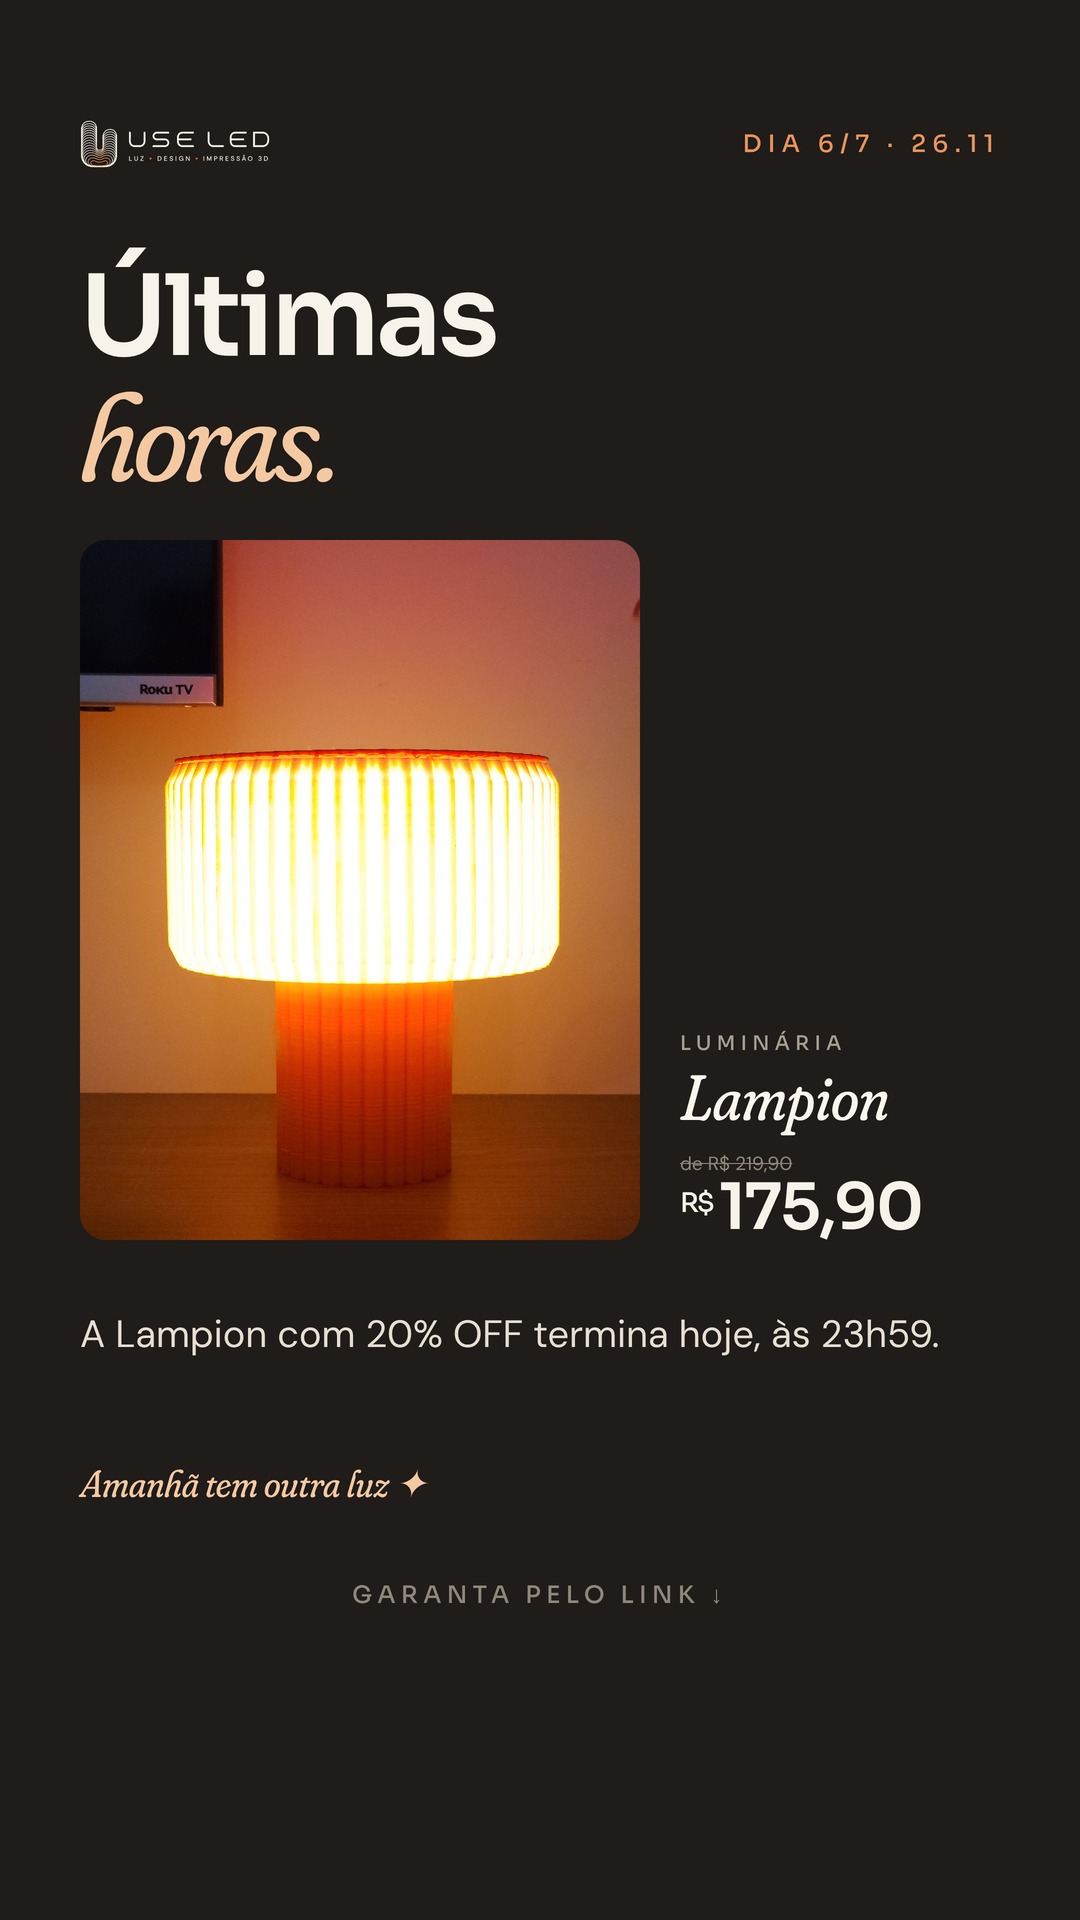 USE LED
LUZ • DESIGN • IMPRESSÃO 3D
DIA 6/7 · 26.11
Últimas
horas.
Roku TV
LUMINÁRIA
Lampion
de R$ 219,90
R$ 175,90
A Lampion com 20% OFF termina hoje, às 23h59.
Amanhã tem outra luz ✦
GARANTA PELO LINK ↓